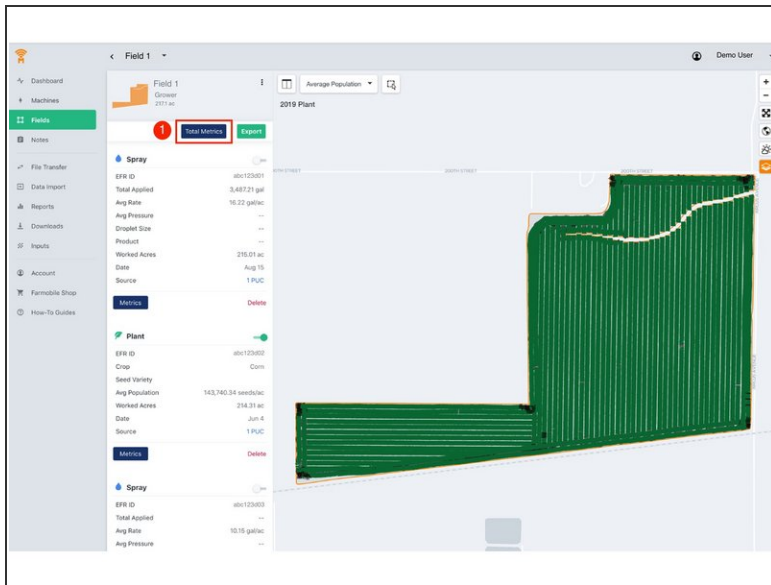 Field 1
Demo User
Dashboard
Machines
Fields
Notes
File Transfer
Data Import
Reports
Downloads
Inputs
Account
Farmobile Shop
How-To Guides
Field 1
Grower
217.1 ac
1
Total Metrics
Export
Spray
EFR ID abc123d01
Total Applied 3,487.21 gal
Avg Rate 16.22 gal/ac
Avg Pressure --
Droplet Size --
Product --
Worked Acres 215.01 ac
Date Aug 15
Source 1 PUC
Metrics Delete
Plant
EFR ID abc123d02
Crop Corn
Seed Variety
Avg Population 143,740.34 seeds/ac
Worked Acres 214.31 ac
Date Jun 4
Source 1 PUC
Metrics Delete
Spray
EFR ID abc123d03
Total Applied --
Avg Rate 10.15 gal/ac
Avg Pressure --
Average Population
2019 Plant